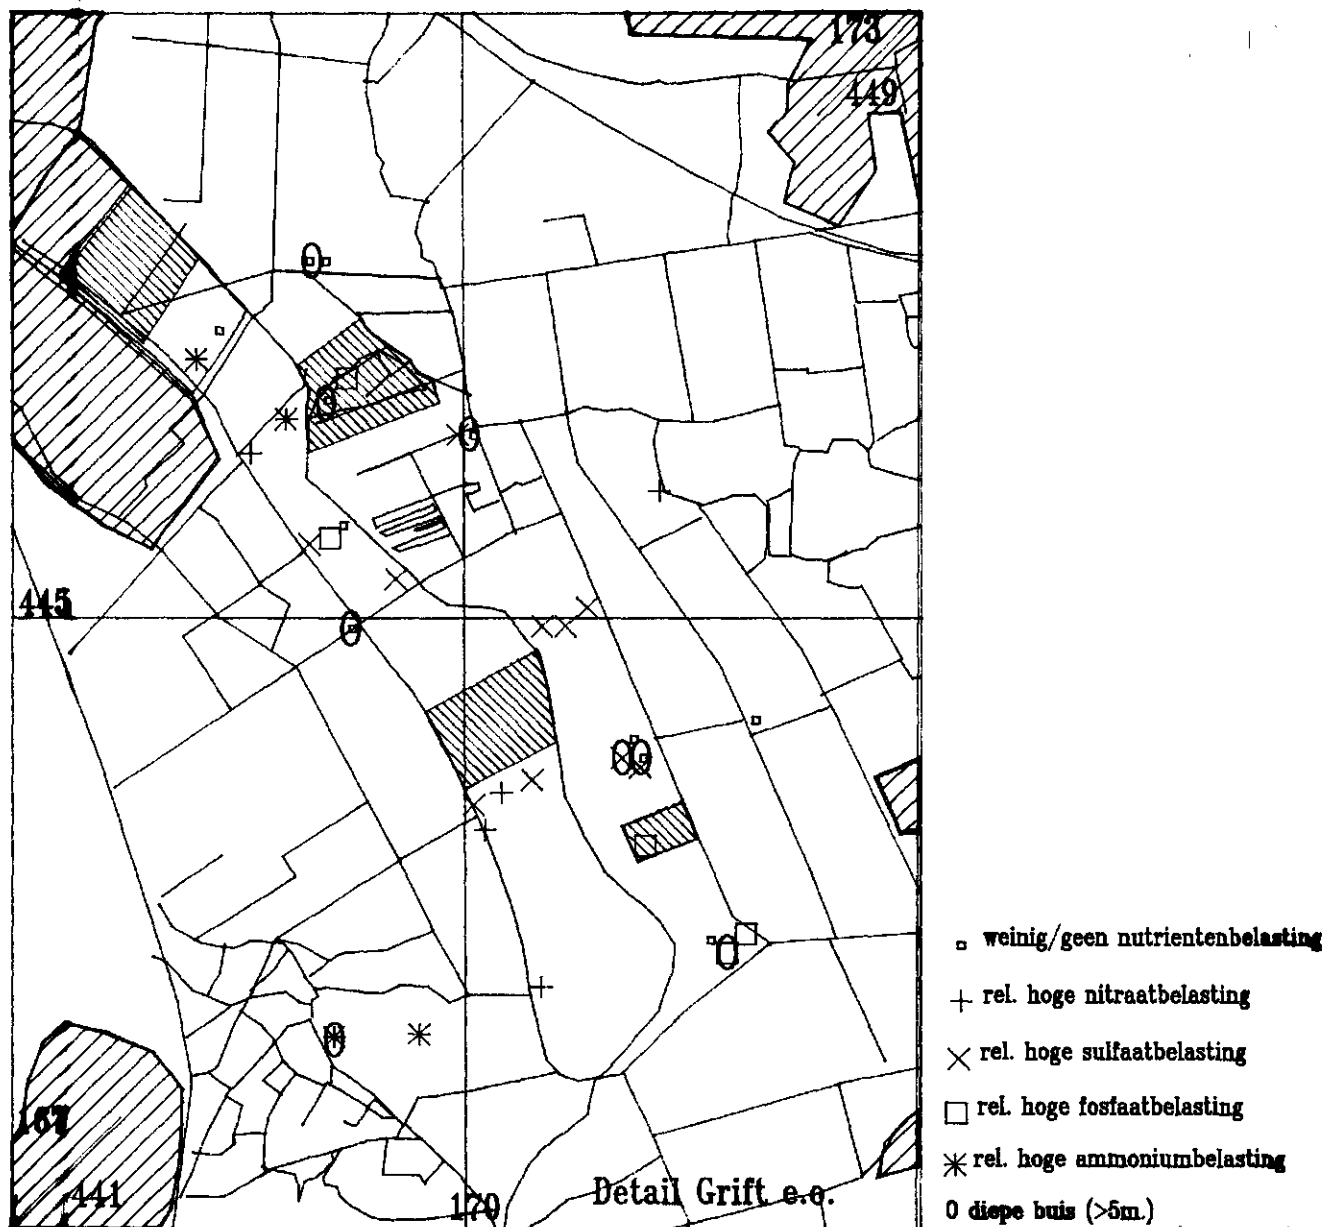 173
449
445
167
441
170
Detail Grift e.o.
weinig/geen nutrientenbelasting
rel. hoge nitraatbelasting
rel. hoge sulfaatbelasting
rel. hoge fosfaatbelasting
rel. hoge ammoniumbelasting
0 diepe buis (>5m.)